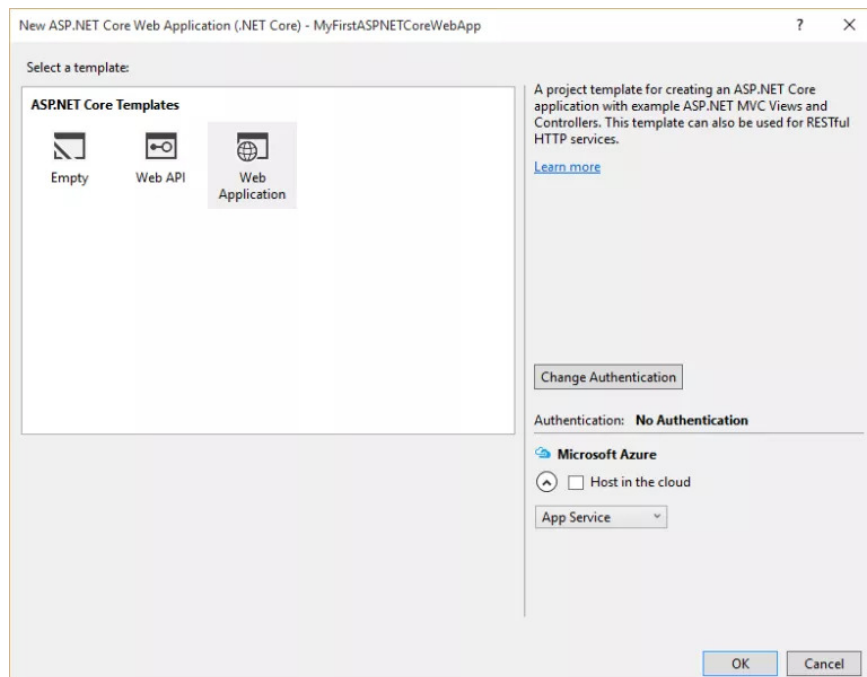 New ASP.NET Core Web Application (.NET Core) - MyFirstASPNETCoreWebApp
Select a template:
ASP.NET Core Templates
Empty
Web API
Web
Application
A project template for creating an ASP.NET Core
application with example ASP.NET MVC Views and
Controllers. This template can also be used for RESTful
HTTP services.
Learn more
Change Authentication
Authentication: No Authentication
Microsoft Azure
Host in the cloud
App Service
OK
Cancel